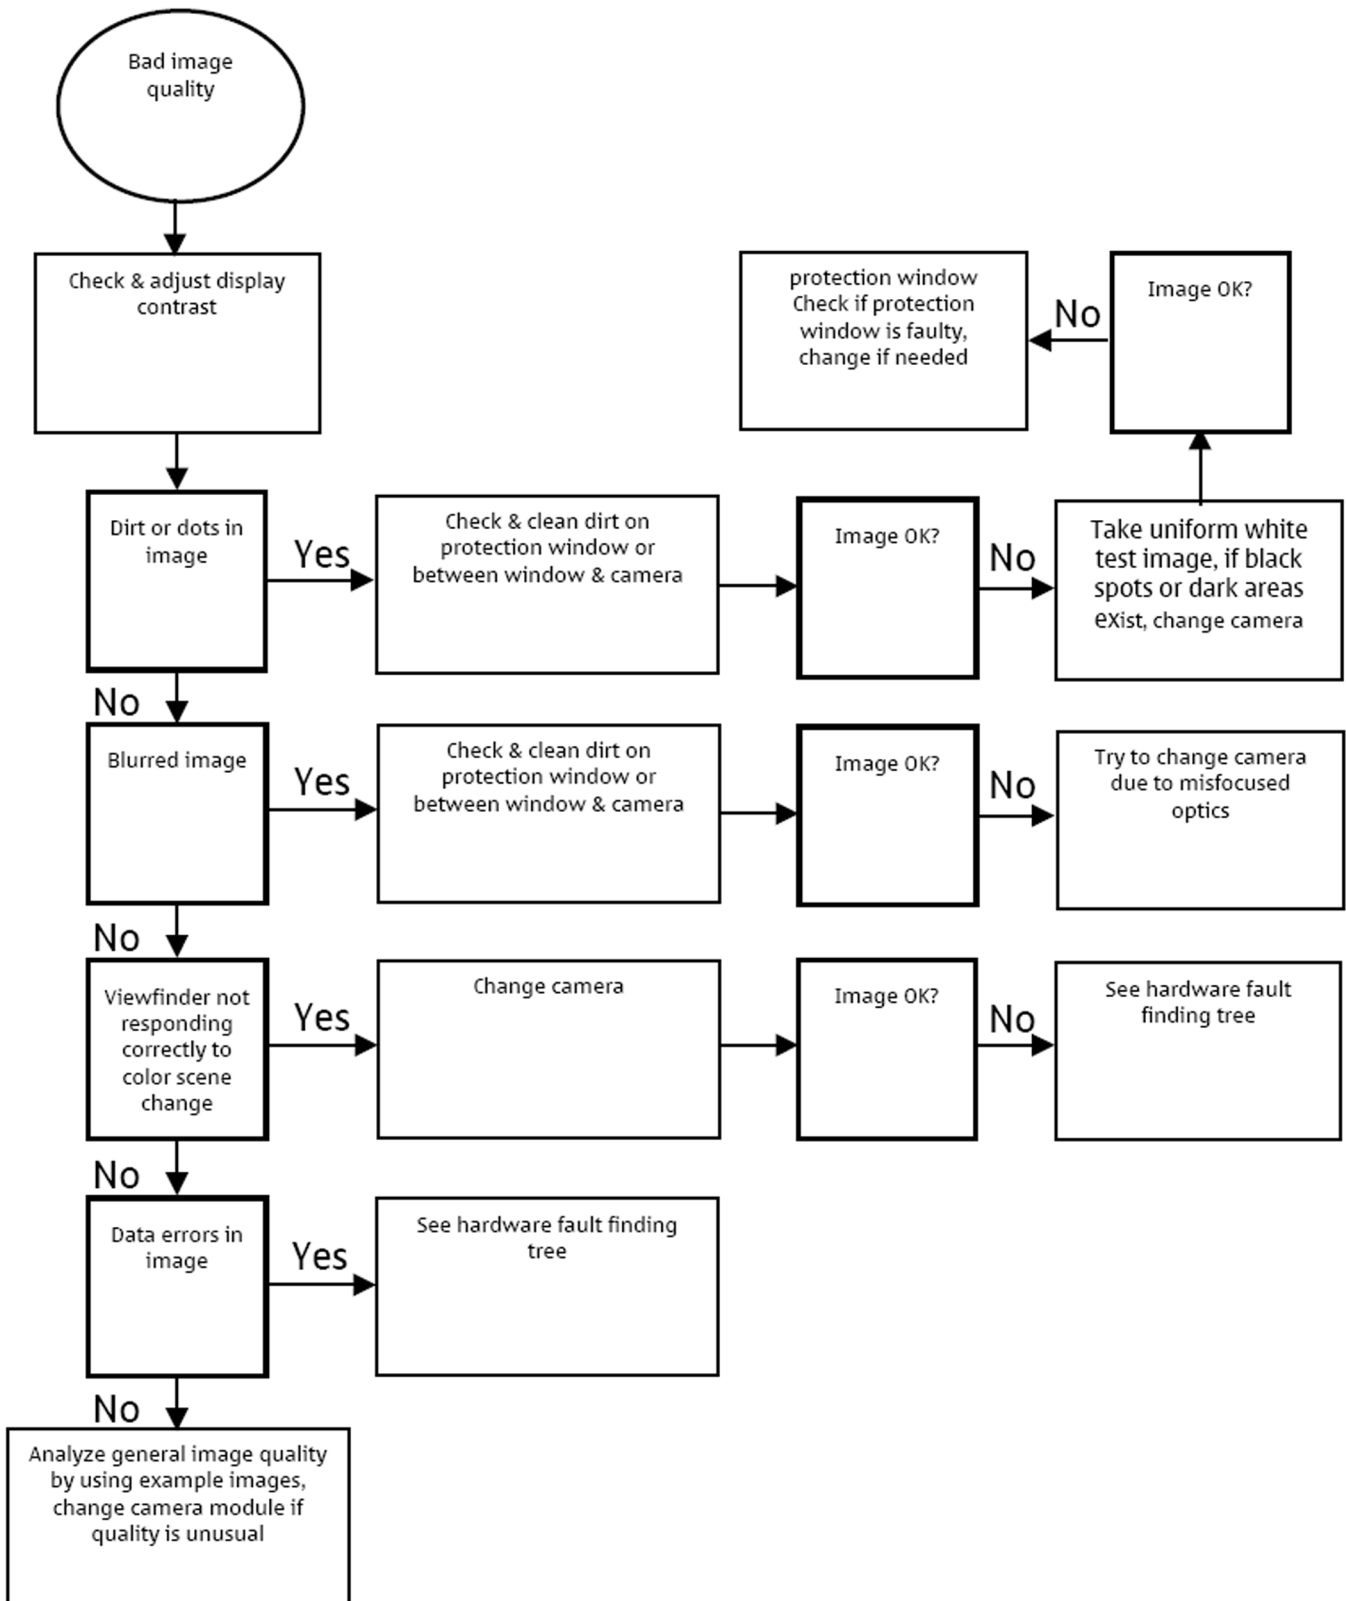 Bad image
quality
Check & adjust display
contrast
protection window
Check if protection
window is faulty,
change if needed
No
Image OK?
Dirt or dots in
image
Yes
Check & clean dirt on
protection window or
between window & camera
Image OK?
No
Take uniform white
test image, if black
spots or dark areas
exist, change camera
No
Blurred image
Yes
Check & clean dirt on
protection window or
between window & camera
Image OK?
No
Try to change camera
due to misfocused
optics
No
Viewfinder not
responding
correctly to
color scene
change
Yes
Change camera
Image OK?
No
See hardware fault
finding tree
No
Data errors in
image
Yes
See hardware fault finding
tree
No
Analyze general image quality
by using example images,
change camera module if
quality is unusual